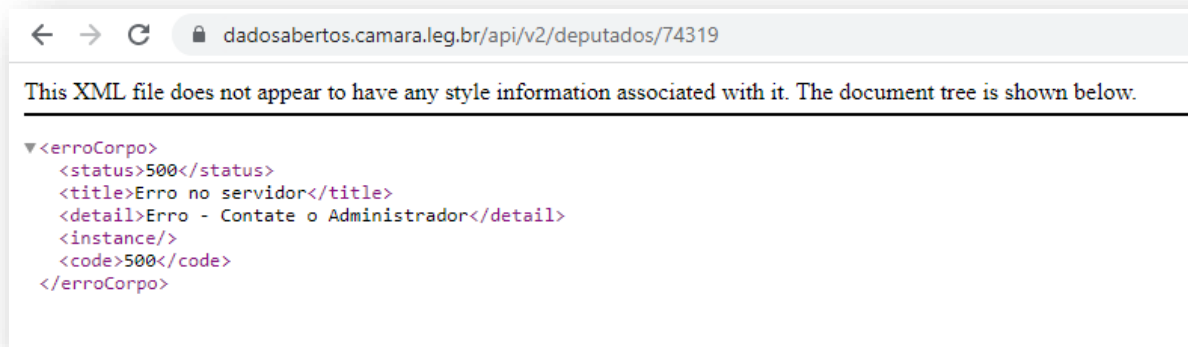 dadosabertos.camara.leg.br/api/v2/deputados/74319
This XML file does not appear to have any style information associated with it. The document tree is shown below.
▼<erroCorpo>
<status>500</status>
<title>Erro no servidor</title>
<detail>Erro - Contate o Administrador</detail>
<instance/>
<code>500</code>
</erroCorpo>